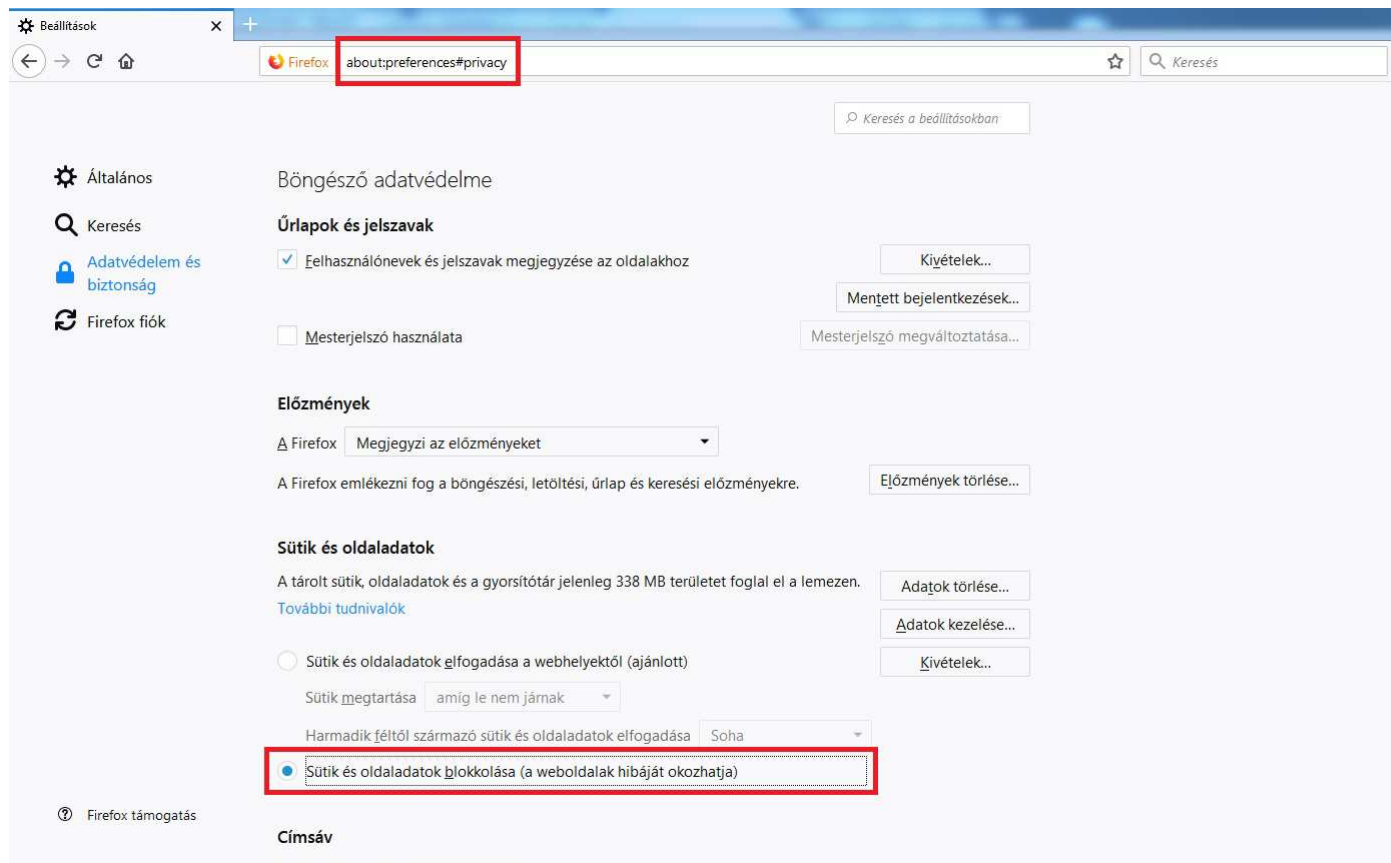 Beállítások
Firefox about:preferences#privacy
Keresés
Keresés a beállításokban
Általános
Keresés
Adatvédelem és
biztonság
Firefox fiók
Firefox támogatás
Böngésző adatvédelme
Űrlapok és jelszavak
Felhasználónevek és jelszavak megjegyzése az oldalakhoz
Kivételek...
Mentett bejelentkezések...
Mesterjelszó használata
Mesterjelszó megváltoztatása...
Előzmények
A Firefox Megjegyzi az előzményeket
A Firefox emlékezni fog a böngészési, letöltési, űrlap és keresési előzményekre.
Előzmények törlése...
Sütik és oldaladatok
A tárolt sütik, oldaladatok és a gyorsítótár jelenleg 338 MB területet foglal el a lemezen.
Adatok törlése...
További tudnivalók
Adatok kezelése...
Sütik és oldaladatok elfogadása a webhelyektől (ajánlott)
Kivételek...
Sütik megtartása amíg le nem járnak
Harmadik féltől származó sütik és oldaladatok elfogadása Soha
Sütik és oldaladatok blokkolása (a weboldalak hibáját okozhatja)
Címsáv